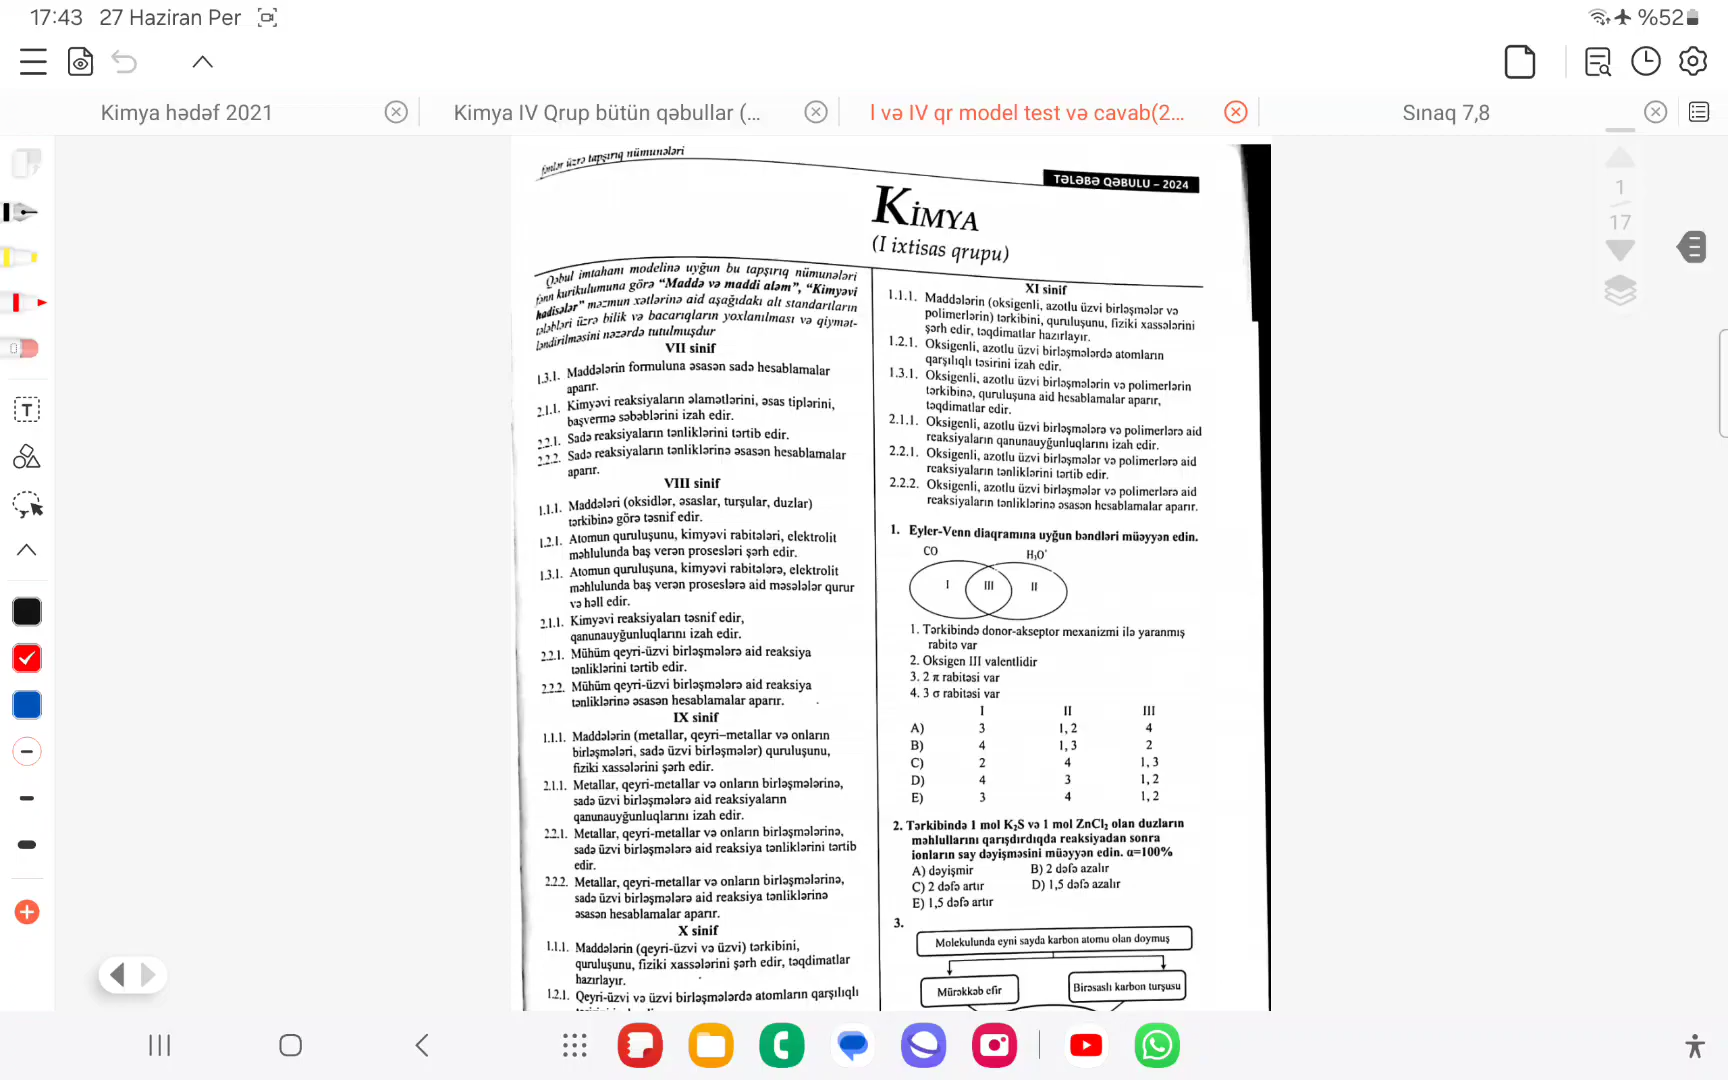 17:43 27 Haziran Per
%52
Kimya hədəf 2021
Kimya IV Qrup bütün qəbullar (...
I və IV qr model test və cavab(2...
Sınaq 7,8
1
17
fənlər üzrə tapşırıq nümunələri
TƏLƏBƏ QƏBULU – 2024
KİMYA
(I ixtisas qrupu)
Qəbul imtahanı modelinə uyğun bu tapşırıq nümunələri
fənn kurikulumuna görə “Maddə və maddi aləm”, “Kimyəvi
hadisələr” məzmun xətlərinə aid aşağıdakı alt standartların
tələbləri üzrə bilik və bacarıqların yoxlanılması və qiymət-
ləndirilməsini nəzərdə tutulmuşdur
VII sinif
1.3.1. Maddələrin formuluna əsasən sadə hesablamalar
aparır.
2.1.1. Kimyəvi reaksiyaların əlamətlərini, əsas tiplərini,
başvermə səbəblərini izah edir.
2.2.1. Sadə reaksiyaların tənliklərini tərtib edir.
2.2.2. Sadə reaksiyaların tənliklərinə əsasən hesablamalar
aparır.
VIII sinif
1.1.1. Maddələri (oksidlər, əsaslar, turşular, duzlar)
tərkibinə görə təsnif edir.
1.2.1. Atomun quruluşunu, kimyəvi rabitələri, elektrolit
məhlulunda baş verən prosesləri şərh edir.
1.3.1. Atomun quruluşuna, kimyəvi rabitələrə, elektrolit
məhlulunda baş verən proseslərə aid məsələlər qurur
və həll edir.
2.1.1. Kimyəvi reaksiyaları təsnif edir,
qanunauyğunluqlarını izah edir.
2.2.1. Mühüm qeyri-üzvi birləşmələrə aid reaksiya
tənliklərini tərtib edir.
2.2.2. Mühüm qeyri-üzvi birləşmələrə aid reaksiya
tənliklərinə əsasən hesablamalar aparır.
IX sinif
1.1.1. Maddələrin (metallar, qeyri–metallar və onların
birləşmələri, sadə üzvi birləşmələr) quruluşunu,
fiziki xassələrini şərh edir.
2.1.1. Metallar, qeyri-metallar və onların birləşmələrinə,
sadə üzvi birləşmələrə aid reaksiyaların
qanunauyğunluqlarını izah edir.
2.2.1. Metallar, qeyri-metallar və onların birləşmələrinə,
sadə üzvi birləşmələrə aid reaksiya tənliklərini tərtib
edir.
2.2.2. Metallar, qeyri-metallar və onların birləşmələrinə,
sadə üzvi birləşmələrə aid reaksiya tənliklərinə
əsasən hesablamalar aparır.
X sinif
1.1.1. Maddələrin (qeyri-üzvi və üzvi) tərkibini,
quruluşunu, fiziki xassələrini şərh edir, təqdimatlar
hazırlayır.
1.2.1. Qeyri-üzvi və üzvi birləşmələrdə atomların qarşılıqlı
XI sinif
1.1.1. Maddələrin (oksigenli, azotlu üzvi birləşmələr və
polimerlərin) tərkibini, quruluşunu, fiziki xassələrini
şərh edir, təqdimatlar hazırlayır.
1.2.1. Oksigenli, azotlu üzvi birləşmələrdə atomların
qarşılıqlı təsirini izah edir.
1.3.1. Oksigenli, azotlu üzvi birləşmələrin və polimerlərin
tərkibinə, quruluşuna aid hesablamalar aparır,
təqdimatlar edir.
2.1.1. Oksigenli, azotlu üzvi birləşmələrə və polimerlərə aid
reaksiyaların qanunauyğunluqlarını izah edir.
2.2.1. Oksigenli, azotlu üzvi birləşmələr və polimerlərə aid
reaksiyaların tənliklərini tərtib edir.
2.2.2. Oksigenli, azotlu üzvi birləşmələr və polimerlərə aid
reaksiyaların tənliklərinə əsasən hesablamalar aparır.
1. Eyler-Venn diaqramına uyğun bəndləri müəyyən edin.
CO H₃O⁺
I III II
1. Tərkibində donor-akseptor mexanizmi ilə yaranmış
rabitə var
2. Oksigen III valentlidir
3. 2 π rabitəsi var
4. 3 σ rabitəsi var
I II III
A) 3 1, 2 4
B) 4 1, 3 2
C) 2 4 1, 3
D) 4 3 1, 2
E) 3 4 1, 2
2. Tərkibində 1 mol K₂S və 1 mol ZnCl₂ olan duzların
məhlullarını qarışdırdıqda reaksiyadan sonra
ionların say dəyişməsini müəyyən edin. α=100%
A) dəyişmir B) 2 dəfə azalır
C) 2 dəfə artır D) 1,5 dəfə azalır
E) 1,5 dəfə artır
3.
Molekulunda eyni sayda karbon atomu olan doymuş
Mürəkkəb efir
Birəsaslı karbon turşusu